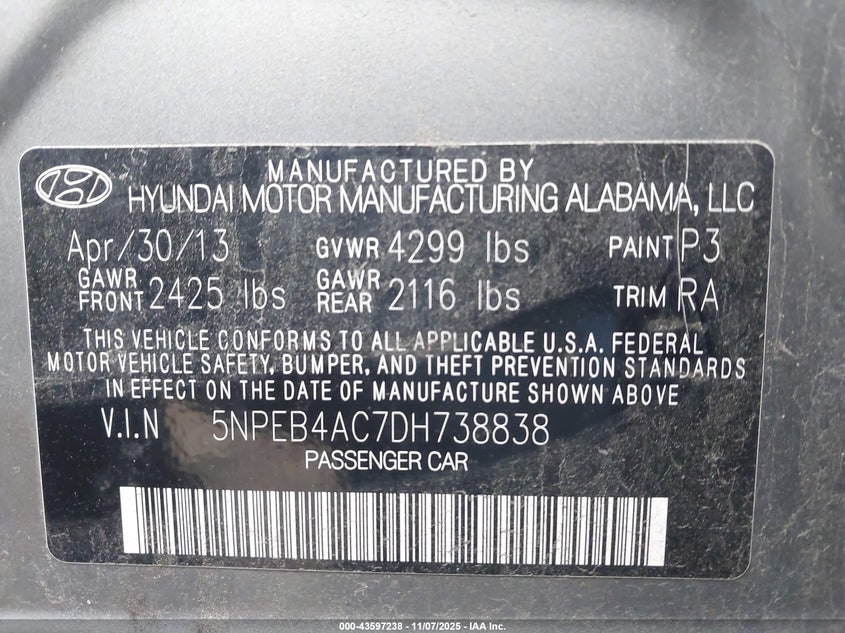 MANUFACTURED BY
HYUNDAI MOTOR MANUFACTURING ALABAMA, LLC
Apr/30/13 GVWR 4299 lbs PAINT P3
GAWR FRONT 2425 lbs GAWR REAR 2116 lbs TRIM RA
THIS VEHICLE CONFORMS TO ALL APPLICABLE U.S.A. FEDERAL
MOTOR VEHICLE SAFETY, BUMPER, AND THEFT PREVENTION STANDARDS
IN EFFECT ON THE DATE OF MANUFACTURE SHOWN ABOVE
V.I.N 5NPEB4AC7DH738838
PASSENGER CAR
000-43597238 - 11/07/2025 - IAA Inc.